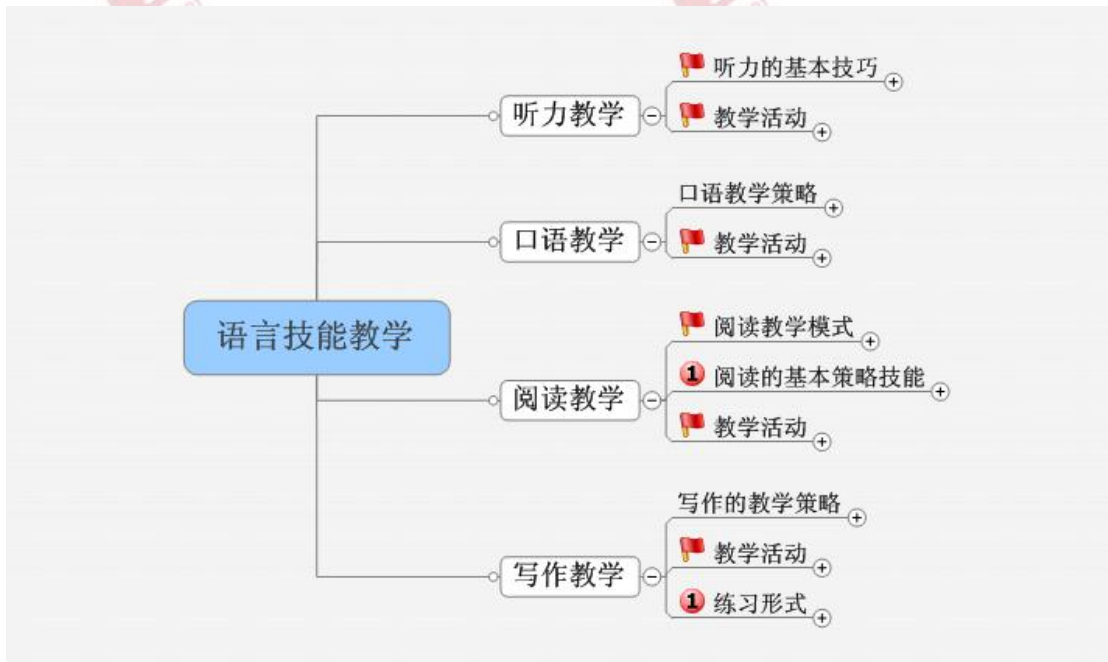 听力的基本技巧
听力教学
教学活动
口语教学策略
口语教学
教学活动
语言技能教学
阅读教学模式
1 阅读的基本策略技能
阅读教学
教学活动
写作的教学策略
教学活动
写作教学
1 练习形式